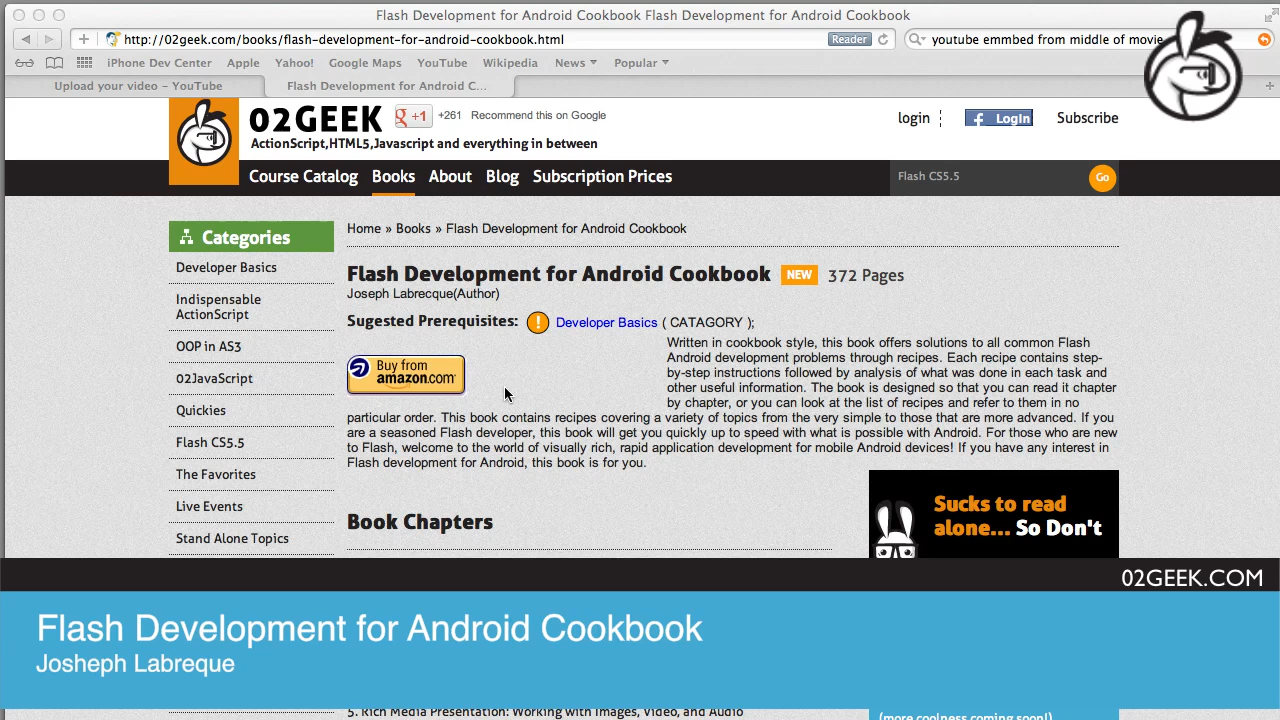 Flash Development for Android Cookbook Flash Development for Android Cookbook
http://02geek.com/books/flash-development-for-android-cookbook.html
Reader
youtube emmbed from middle of movie
iPhone Dev Center Apple Yahoo! Google Maps YouTube Wikipedia News Popular
Upload your video – YouTube
Flash Development for Android C...
02GEEK
g +1
+261 Recommend this on Google
login
f LogIn
Subscribe
ActionScript,HTML5,Javascript and everything in between
Course Catalog Books About Blog Subscription Prices
Flash CS5.5
Go
Categories
Developer Basics
Indispensable
ActionScript
OOP in AS3
02JavaScript
Quickies
Flash CS5.5
The Favorites
Live Events
Stand Alone Topics
Home » Books » Flash Development for Android Cookbook
Flash Development for Android Cookbook NEW 372 Pages
Joseph Labrecque(Author)
Sugested Prerequisites: ! Developer Basics ( CATAGORY );
Buy from
amazon.com
Written in cookbook style, this book offers solutions to all common Flash
Android development problems through recipes. Each recipe contains step-
by-step instructions followed by analysis of what was done in each task and
other useful information. The book is designed so that you can read it chapter
by chapter, or you can look at the list of recipes and refer to them in no
particular order. This book contains recipes covering a variety of topics from the very simple to those that are more advanced. If you
are a seasoned Flash developer, this book will get you quickly up to speed with what is possible with Android. For those who are new
to Flash, welcome to the world of visually rich, rapid application development for mobile Android devices! If you have any interest in
Flash development for Android, this book is for you.
Book Chapters
Sucks to read
alone... So Don't
02GEEK.COM
Flash Development for Android Cookbook
Josheph Labreque
5. Rich Media Presentation: Working with Images, Video, and Audio
(more coolness coming soon!)